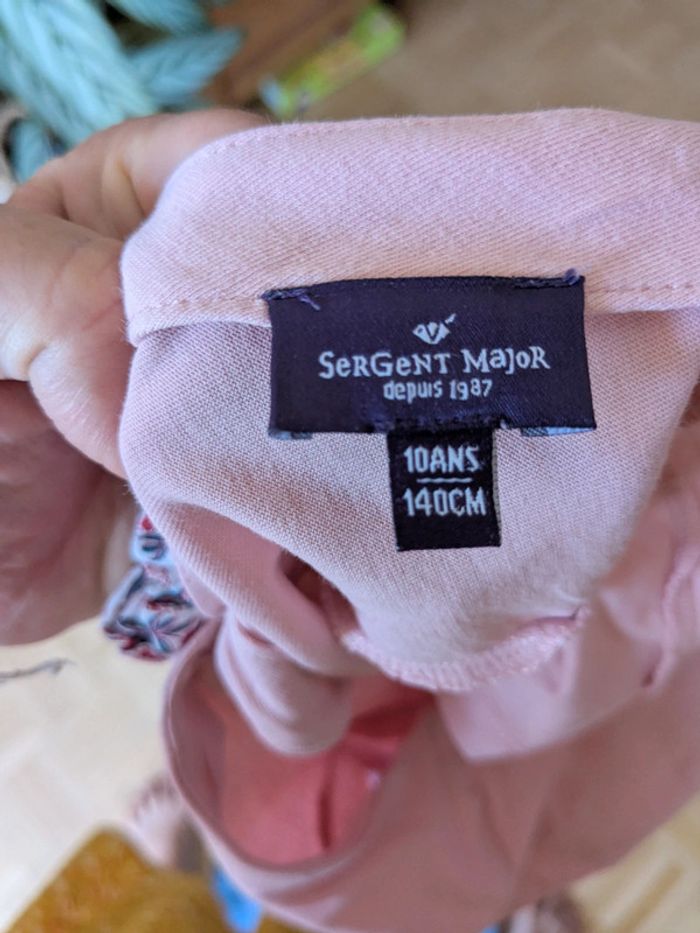 SERGENT MAJOR
depuis 1987
10ANS
140CM